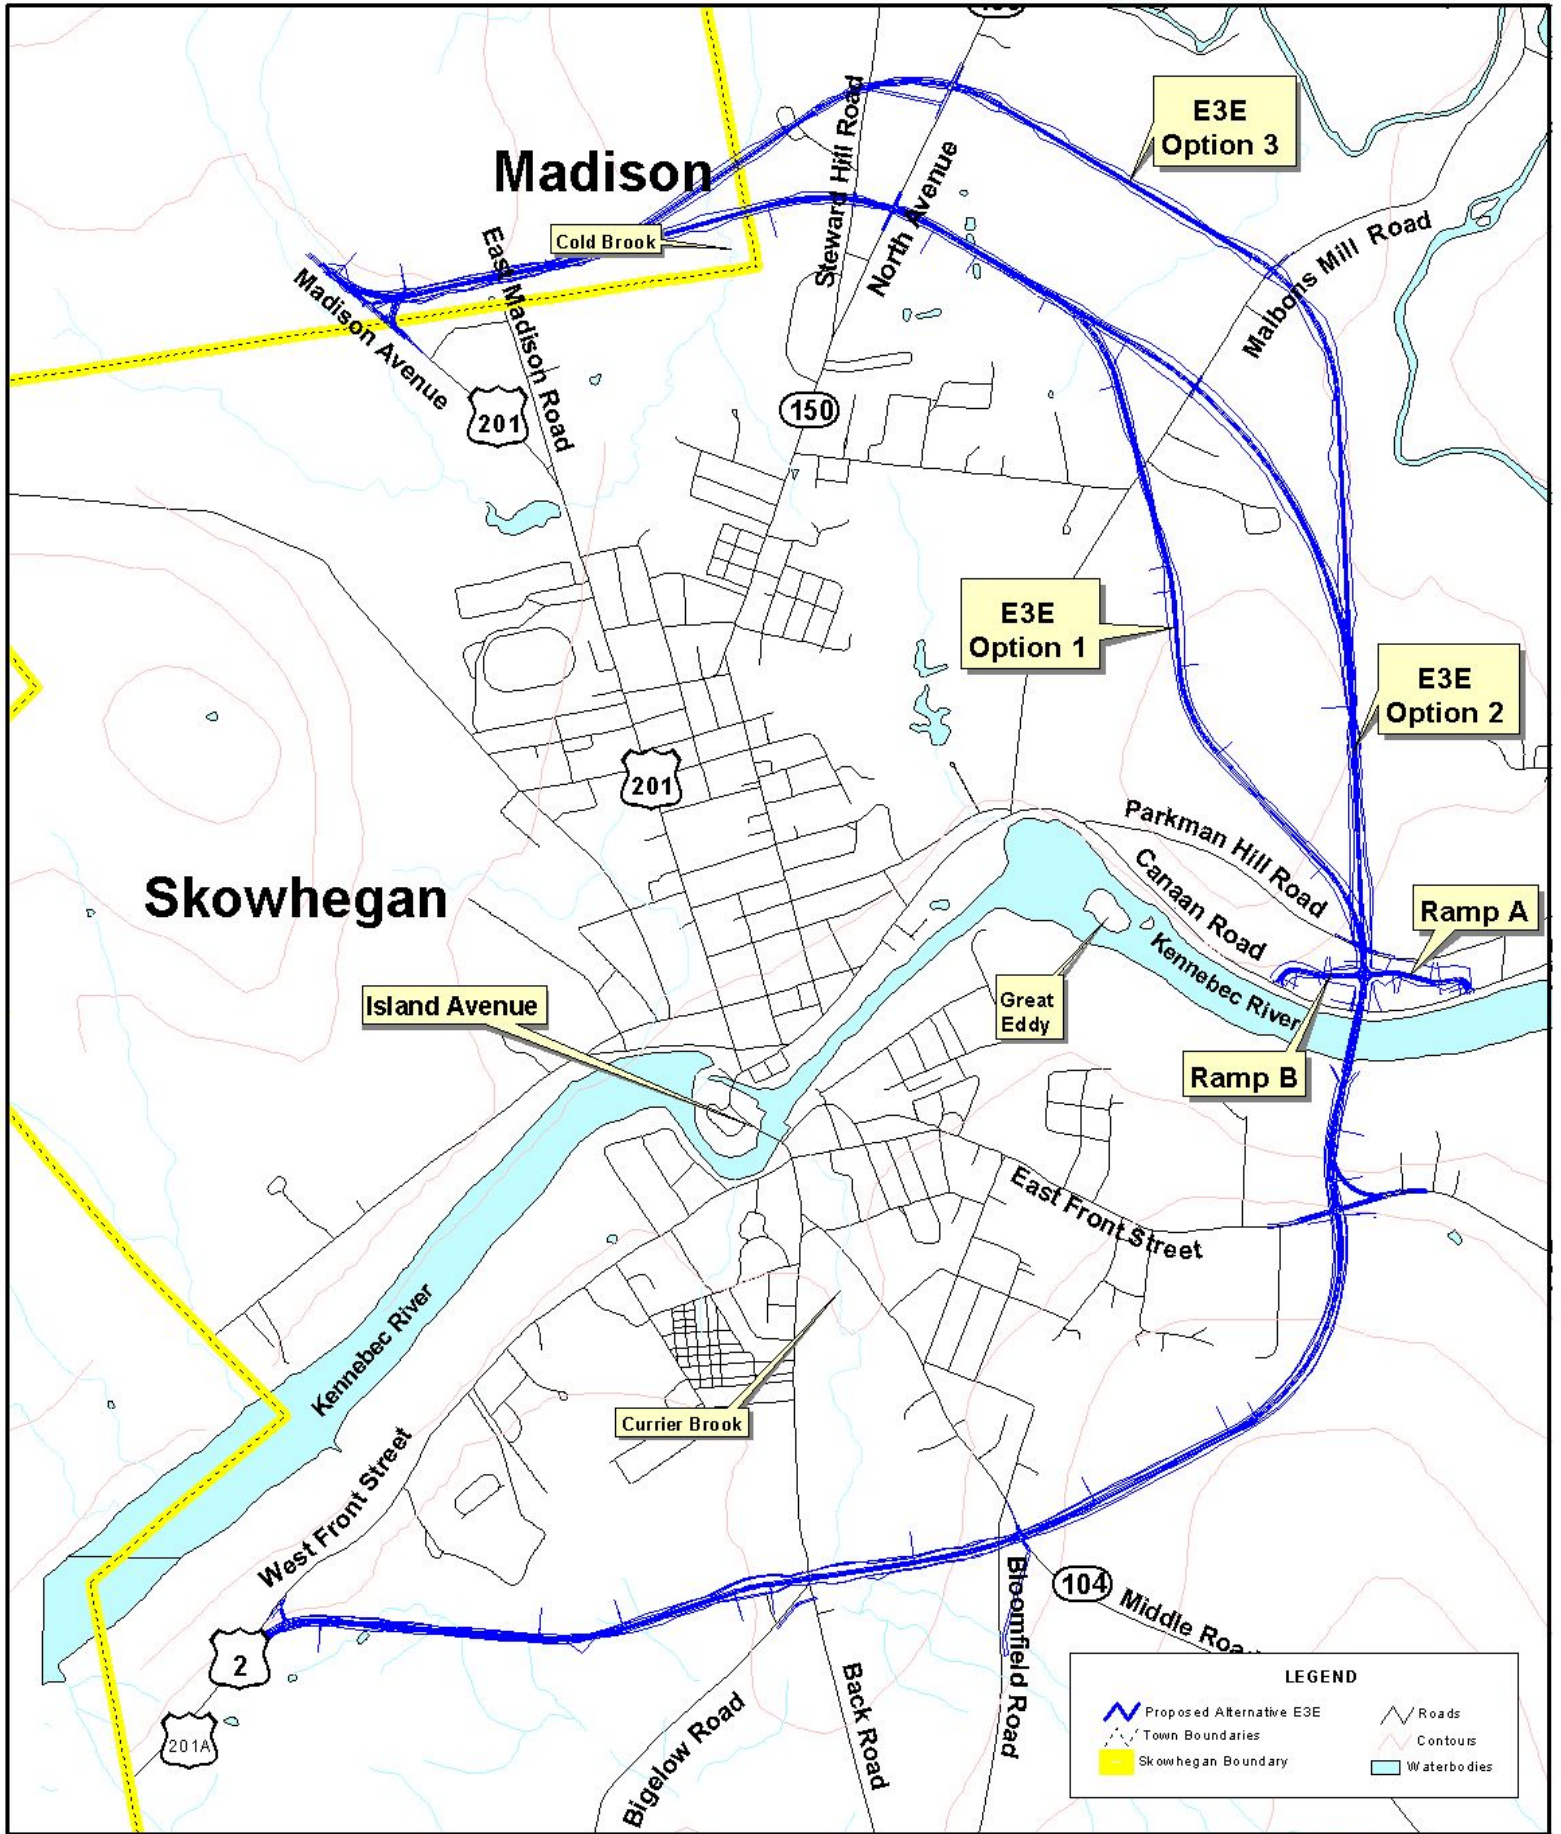 E3E
Option 3
Madison
Steward Hill Road
North Avenue
Cold Brook
East Madison Road
Malbons Mill Road
Madison Avenue
201
150
E3E
Option 1
E3E
Option 2
201
Parkman Hill Road
Canaan Road
Skowhegan
Ramp A
Kennebec River
Island Avenue
Great
Eddy
Ramp B
East Front Street
Kennebec River
Currier Brook
West Front Street
104
Middle Roa
Bloomfield Road
2
Back Road
Bigelow Road
201A
LEGEND
Proposed Alternative E3E
Town Boundaries
Skowhegan Boundary
Roads
Contours
Waterbodies